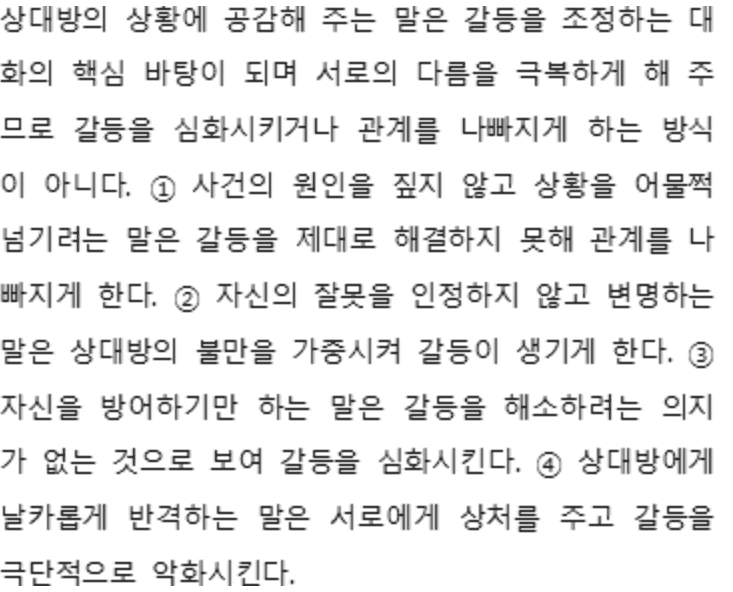 상대방의 상황에 공감해 주는 말은 갈등을 조정하는 대
화의 핵심 바탕이 되며 서로의 다름을 극복하게 해 주
므로 갈등을 심화시키거나 관계를 나빠지게 하는 방식
이 아니다. ① 사건의 원인을 짚지 않고 상황을 어물쩍
넘기려는 말은 갈등을 제대로 해결하지 못해 관계를 나
빠지게 한다. ② 자신의 잘못을 인정하지 않고 변명하는
말은 상대방의 불만을 가중시켜 갈등이 생기게 한다. ③
자신을 방어하기만 하는 말은 갈등을 해소하려는 의지
가 없는 것으로 보여 갈등을 심화시킨다. ④ 상대방에게
날카롭게 반격하는 말은 서로에게 상처를 주고 갈등을
극단적으로 악화시킨다.